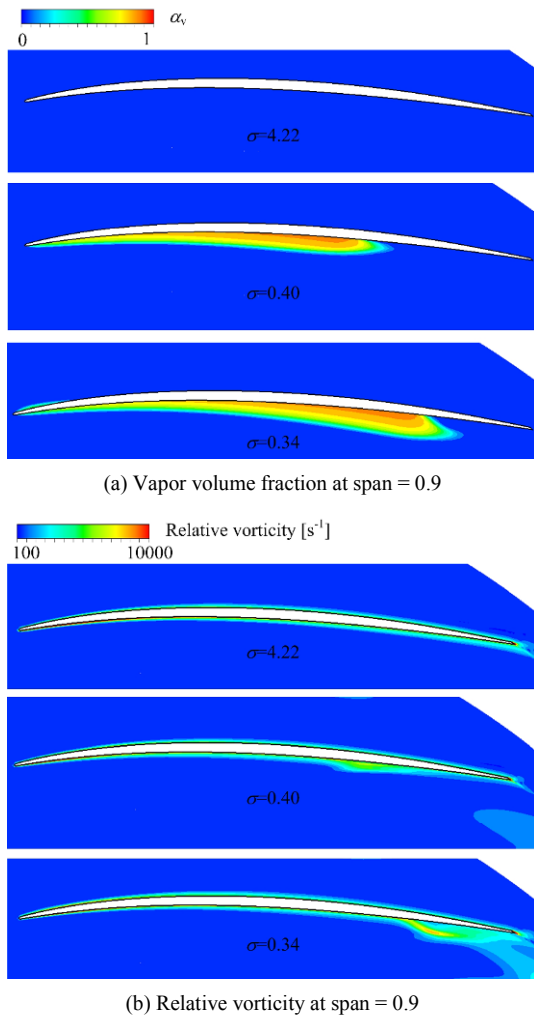 αv
0 1
σ=4.22
σ=0.40
σ=0.34
(a) Vapor volume fraction at span = 0.9
Relative vorticity [s-1]
100 10000
σ=4.22
σ=0.40
σ=0.34
(b) Relative vorticity at span = 0.9